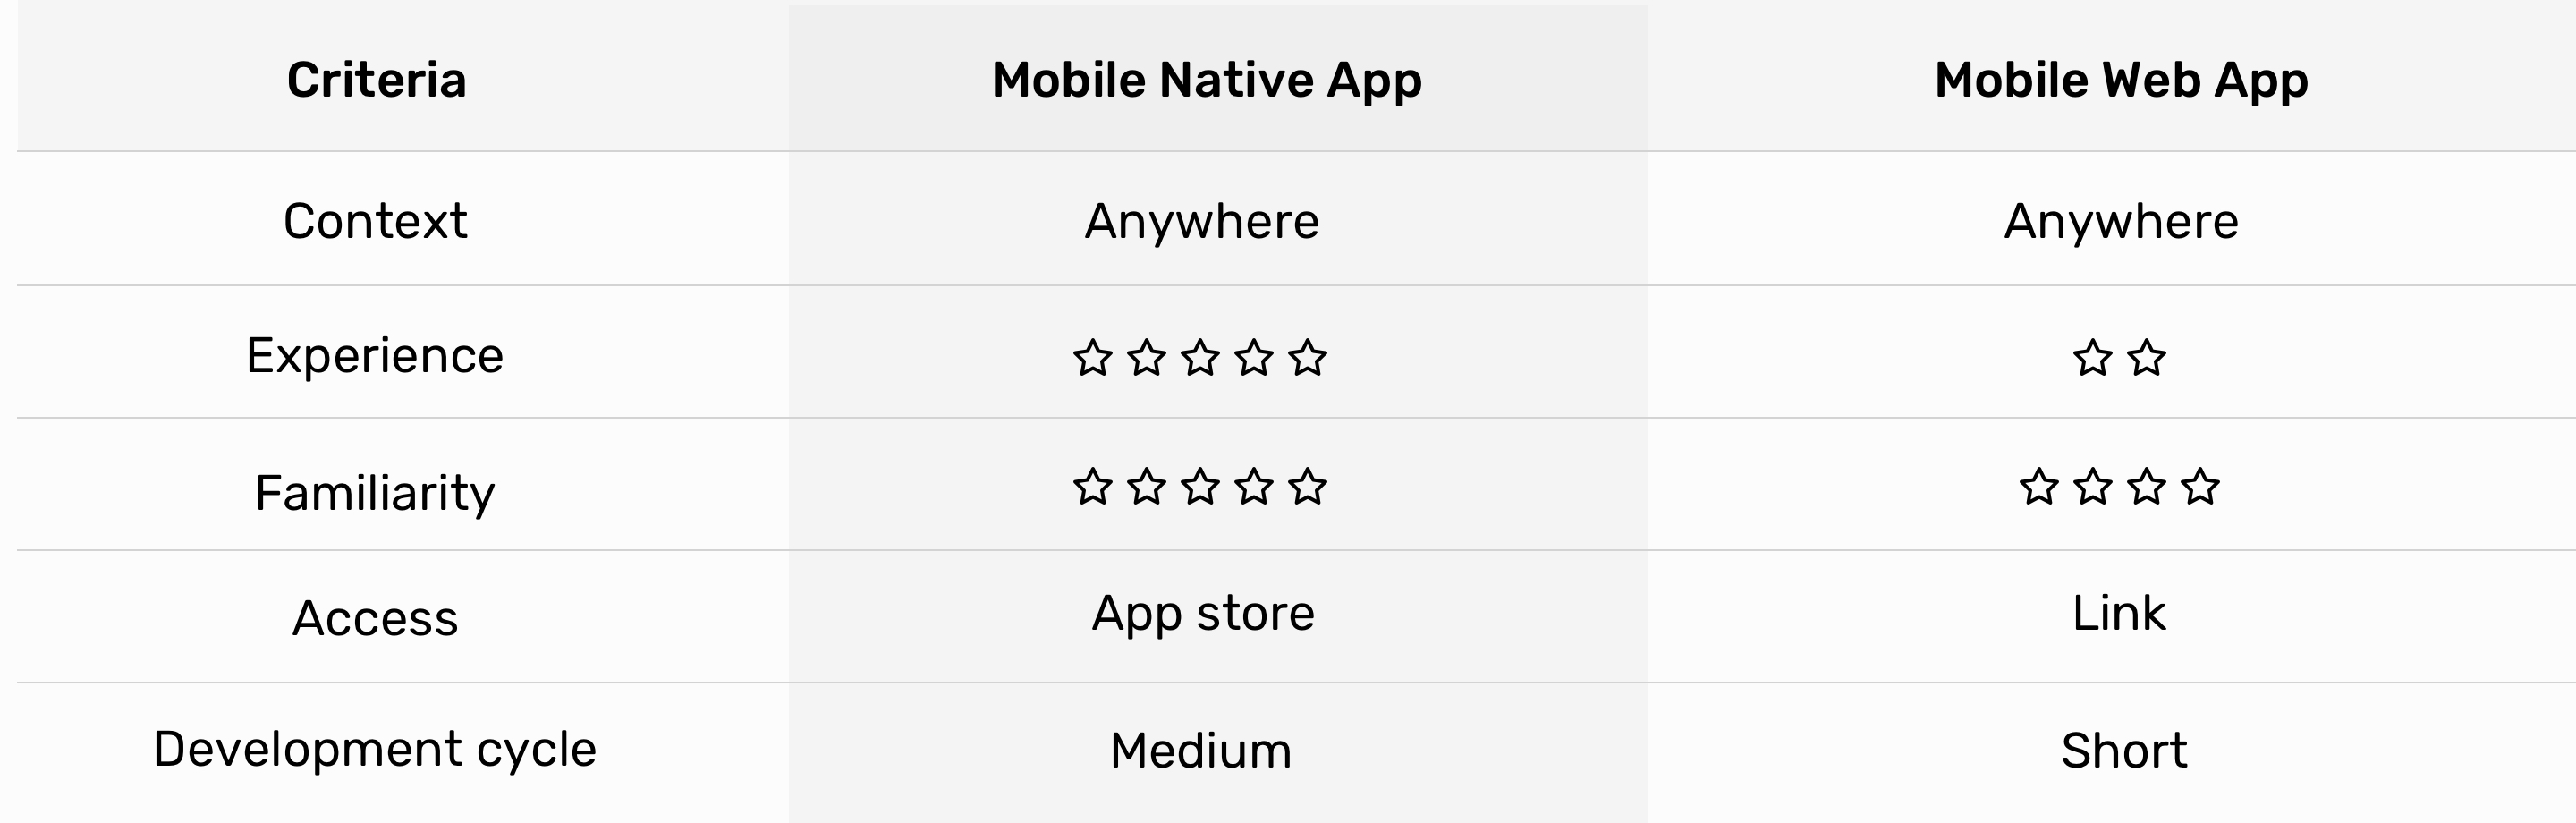 Criteria Mobile Native App Mobile Web App
Context Anywhere Anywhere
Experience ☆☆☆☆☆ ☆☆
Familiarity ☆☆☆☆☆ ☆☆☆☆
Access App store Link
Development cycle Medium Short